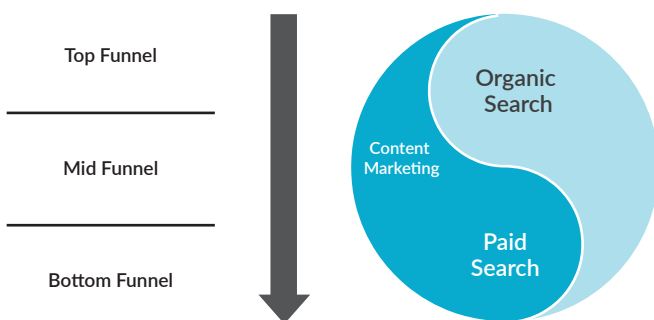 Top Funnel
Mid Funnel
Bottom Funnel
Organic
Search
Content
Marketing
Paid
Search